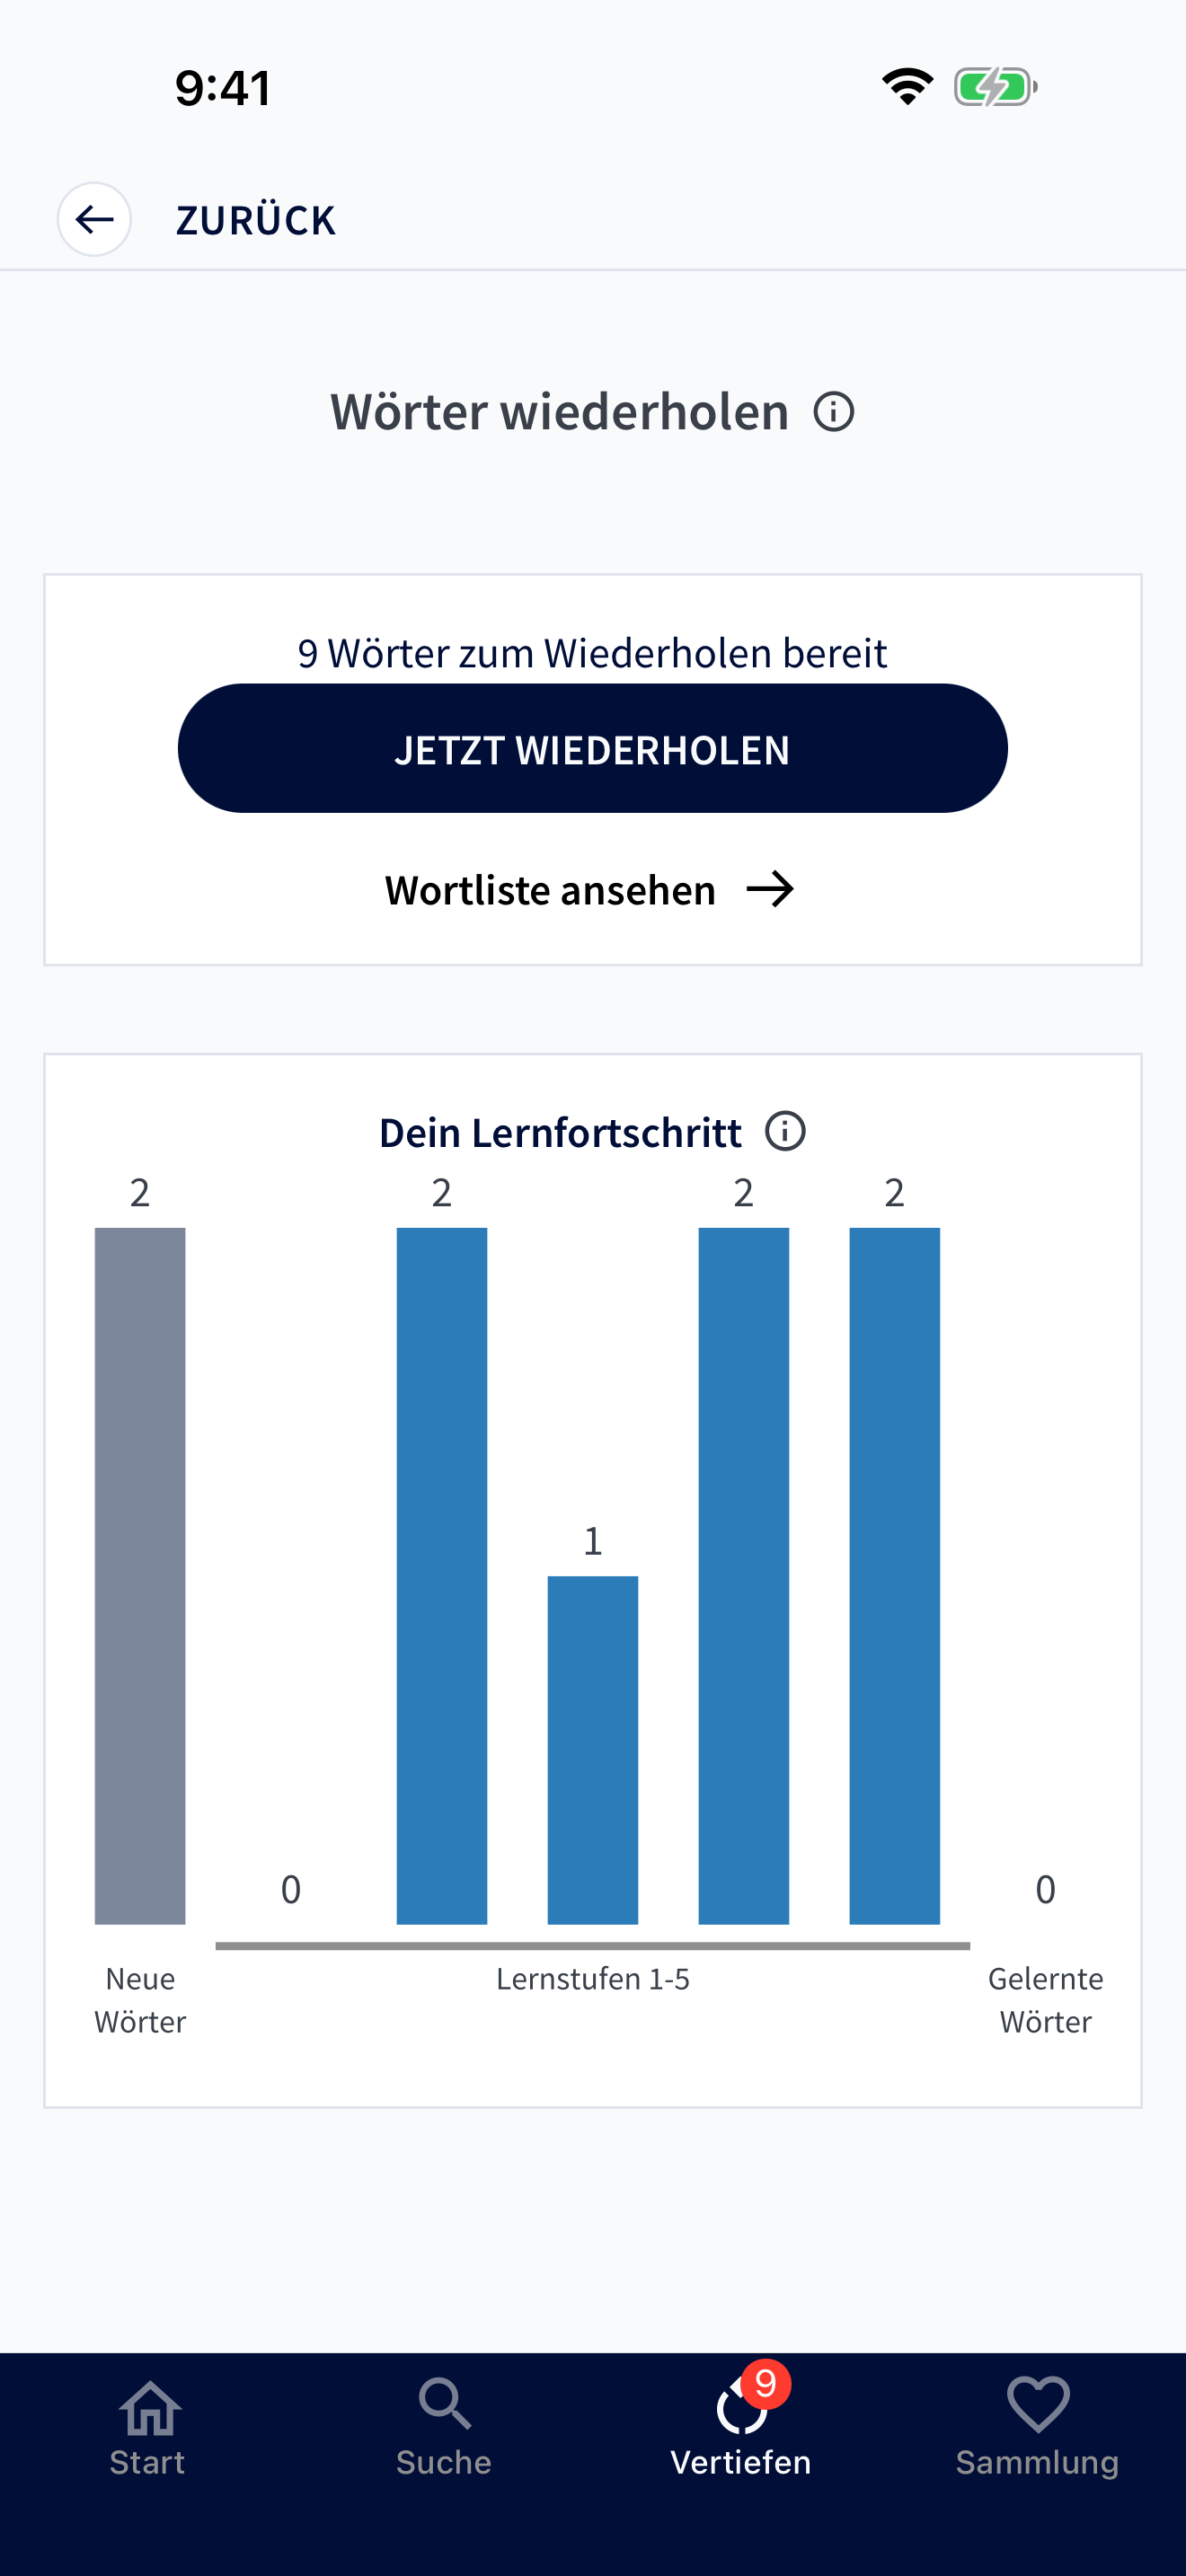 9:41
ZURÜCK
Wörter wiederholen
9 Wörter zum Wiederholen bereit
JETZT WIEDERHOLEN
Wortliste ansehen
Dein Lernfortschritt
2
0
2
1
2
2
0
Neue
Wörter
Lernstufen 1-5
Gelernte
Wörter
9
Start
Suche
Vertiefen
Sammlung